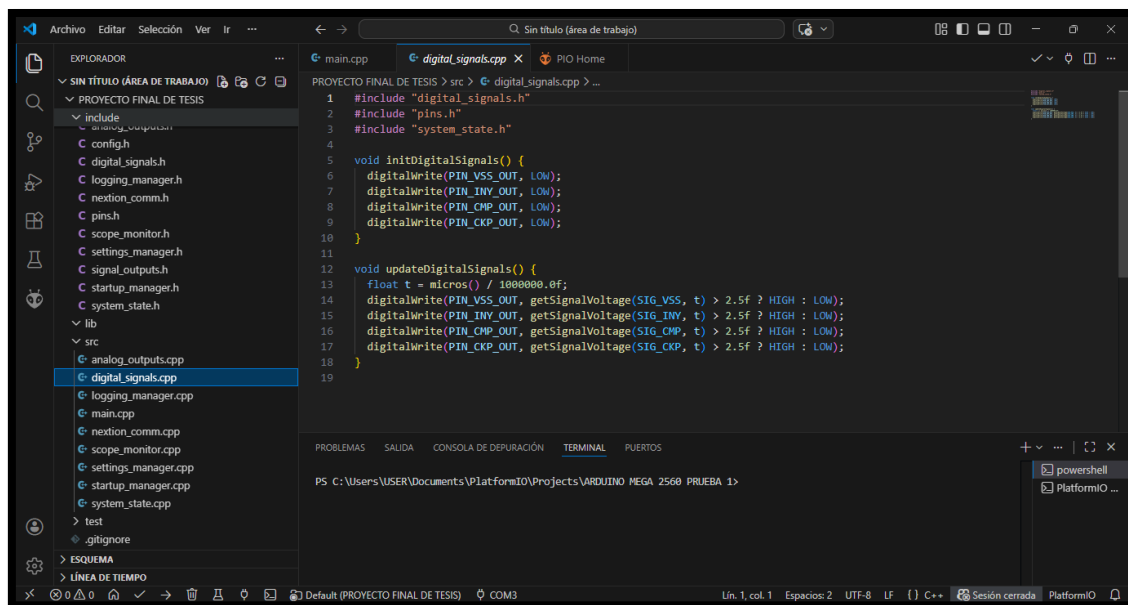 Archivo Editar Selección Ver Ir ··· Sin título (área de trabajo)
EXPLORADOR ···
SIN TÍTULO (ÁREA DE TRABAJO)
PROYECTO FINAL DE TESIS
include
analog_outputs.h
config.h
digital_signals.h
logging_manager.h
nextion_comm.h
pins.h
scope_monitor.h
settings_manager.h
signal_outputs.h
startup_manager.h
system_state.h
lib
src
analog_outputs.cpp
digital_signals.cpp
logging_manager.cpp
main.cpp
nextion_comm.cpp
scope_monitor.cpp
settings_manager.cpp
startup_manager.cpp
system_state.cpp
test
.gitignore
ESQUEMA
LÍNEA DE TIEMPO
main.cpp digital_signals.cpp PIO Home
PROYECTO FINAL DE TESIS > src > digital_signals.cpp > ...
1 #include "digital_signals.h"
2 #include "pins.h"
3 #include "system_state.h"
4
5 void initDigitalSignals() {
6 digitalWrite(PIN_VSS_OUT, LOW);
7 digitalWrite(PIN_INY_OUT, LOW);
8 digitalWrite(PIN_CMP_OUT, LOW);
9 digitalWrite(PIN_CKP_OUT, LOW);
10 }
11
12 void updateDigitalSignals() {
13 float t = micros() / 1000000.0f;
14 digitalWrite(PIN_VSS_OUT, getSignalVoltage(SIG_VSS, t) > 2.5f ? HIGH : LOW);
15 digitalWrite(PIN_INY_OUT, getSignalVoltage(SIG_INY, t) > 2.5f ? HIGH : LOW);
16 digitalWrite(PIN_CMP_OUT, getSignalVoltage(SIG_CMP, t) > 2.5f ? HIGH : LOW);
17 digitalWrite(PIN_CKP_OUT, getSignalVoltage(SIG_CKP, t) > 2.5f ? HIGH : LOW);
18 }
19
PROBLEMAS SALIDA CONSOLA DE DEPURACIÓN TERMINAL PUERTOS
PS C:\Users\USER\Documents\PlatformIO\Projects\ARDUINO MEGA 2560 PRUEBA 1>
powershell
PlatformIO ...
0 0 Default (PROYECTO FINAL DE TESIS) COM3 Lín. 1, col. 1 Espacios: 2 UTF-8 LF {} C++ Sesión cerrada PlatformIO